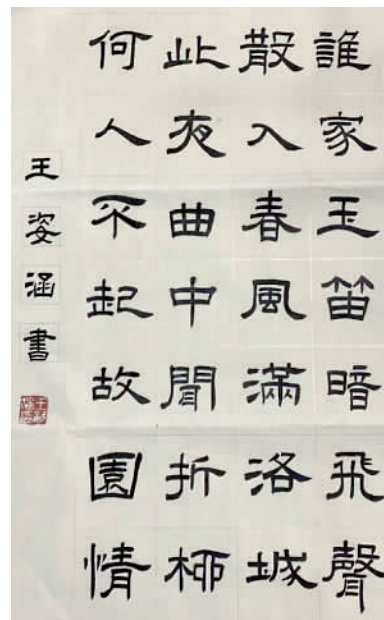 誰家玉笛暗飛聲
散入春風滿洛城
此夜曲中聞折栁
何人不起故園情
王姿涵書